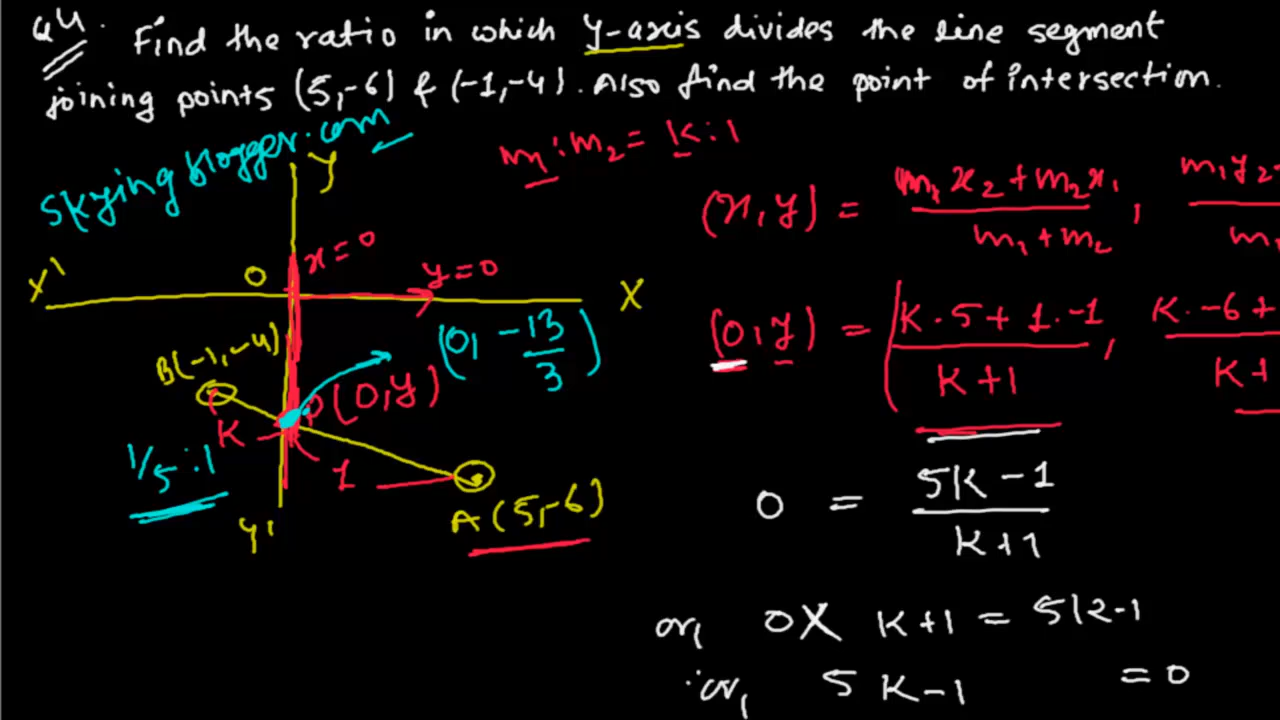 Q4. Find the ratio in which y-axis divides the line segment
joining points (5,-6) & (-1,-4). Also find the point of intersection.
Skyingblogger.com
m₁:m₂ = K:1
Y
(x,y) = m₁x₂+m₂x₁ / m₁+m₂ , m₁y₂
x=0
y=0
X'
O
X
(0, -13/3)
(0,y) = ( K·5+1·-1 / K+1 , K·-6+ / K+
B(-1,-4)
P(0,y)
K
1
1/5:1
A(5,-6)
Y'
0 = 5K-1 / K+1
or, 0X K+1 = 5K-1
or, 5K-1 = 0